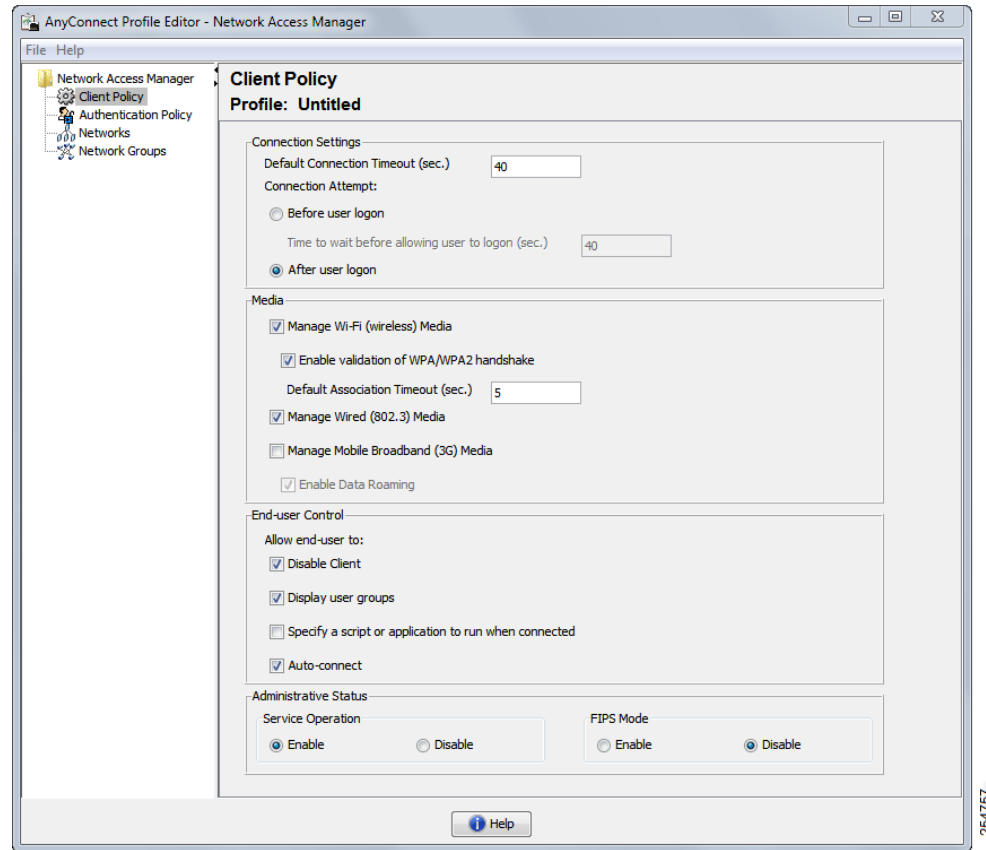 AnyConnect Profile Editor - Network Access Manager
File Help
Network Access Manager
Client Policy
Authentication Policy
Networks
Network Groups
Client Policy
Profile: Untitled
Connection Settings
Default Connection Timeout (sec.) 40
Connection Attempt:
Before user logon
Time to wait before allowing user to logon (sec.) 40
After user logon
Media
Manage Wi-Fi (wireless) Media
Enable validation of WPA/WPA2 handshake
Default Association Timeout (sec.) 5
Manage Wired (802.3) Media
Manage Mobile Broadband (3G) Media
Enable Data Roaming
End-user Control
Allow end-user to:
Disable Client
Display user groups
Specify a script or application to run when connected
Auto-connect
Administrative Status
Service Operation FIPS Mode
Enable Disable Enable Disable
Help
254757